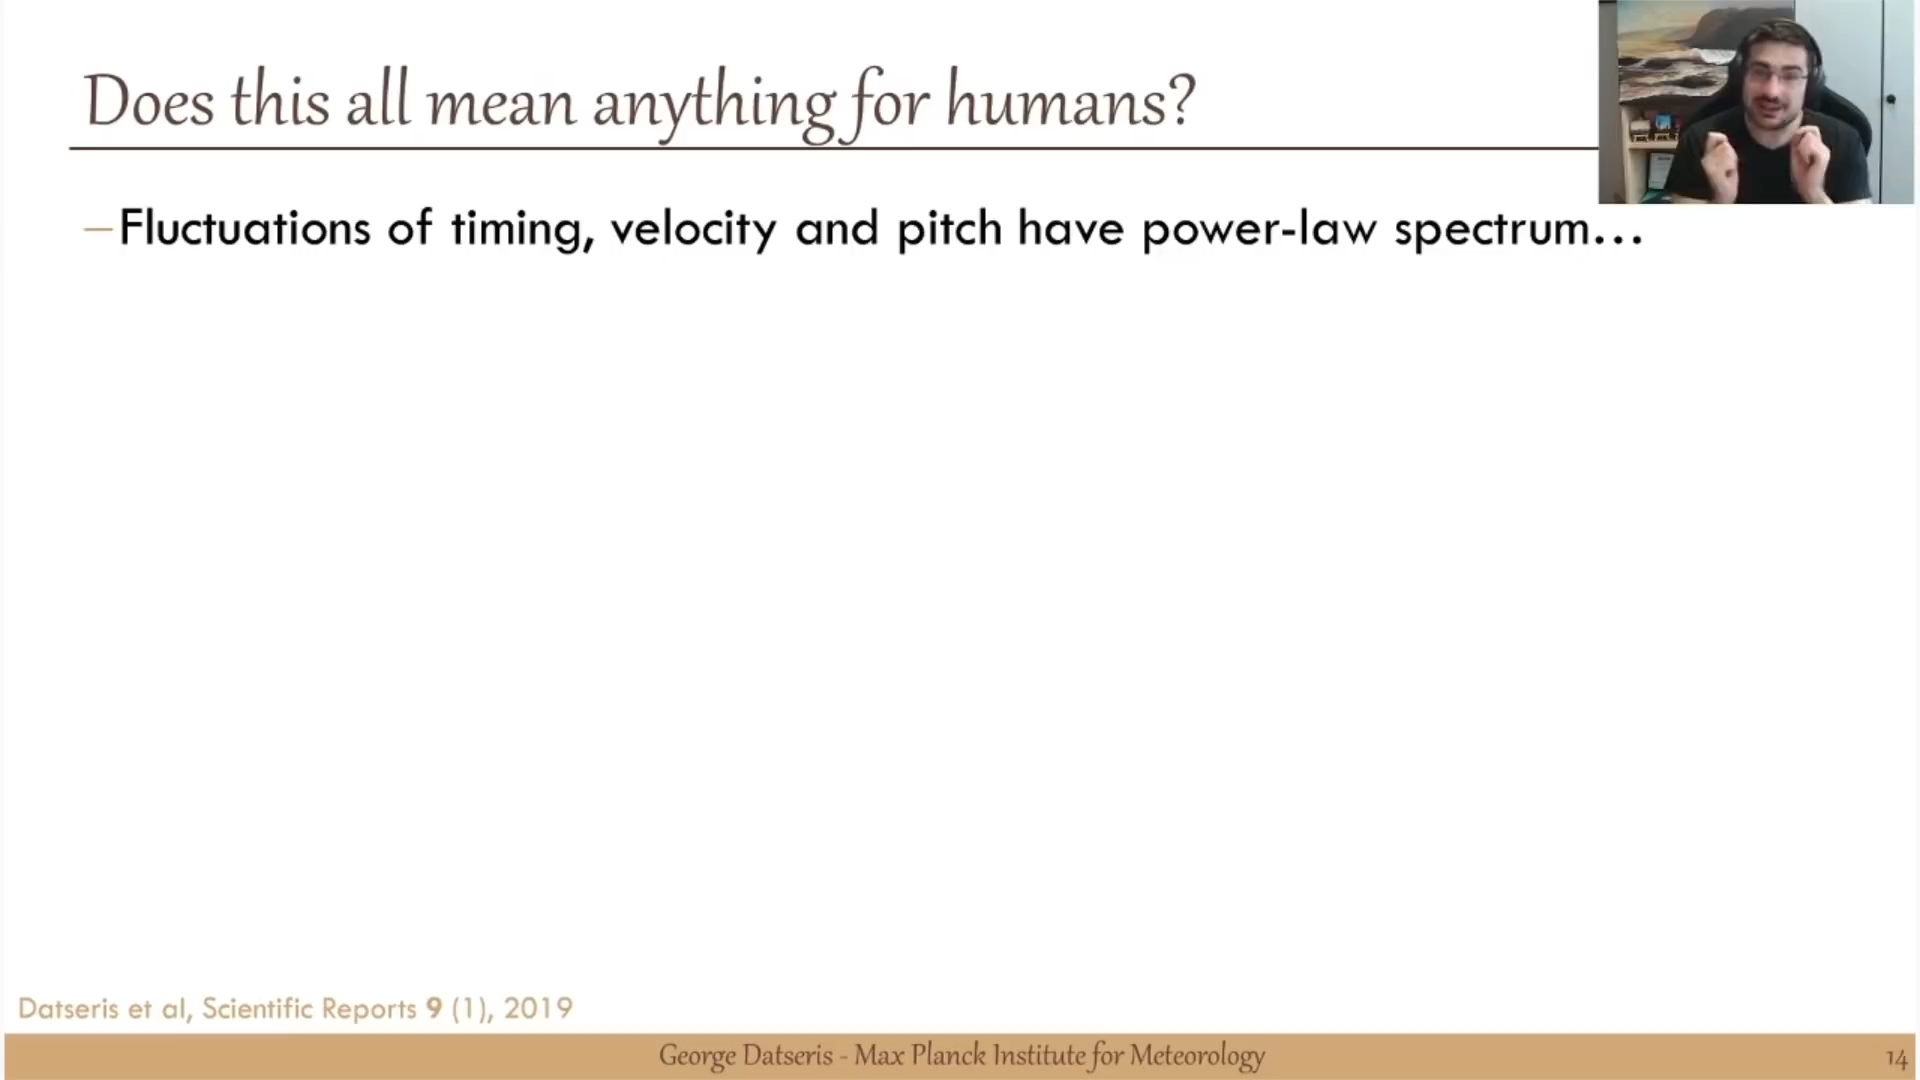 Does this all mean anything for humans?
–Fluctuations of timing, velocity and pitch have power-law spectrum...
Datseris et al, Scientific Reports 9 (1), 2019
George Datseris - Max Planck Institute for Meteorology
14